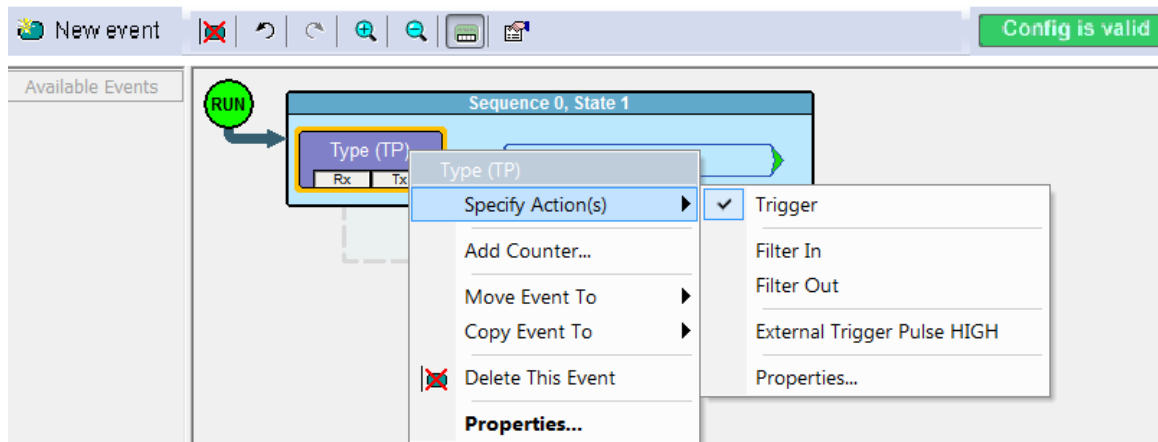 New event
Config is valid
Available Events
RUN
Sequence 0, State 1
Type (TP)
Rx Tx
Type (TP)
Specify Action(s)
Add Counter...
Move Event To
Copy Event To
Delete This Event
Properties...
Trigger
Filter In
Filter Out
External Trigger Pulse HIGH
Properties...